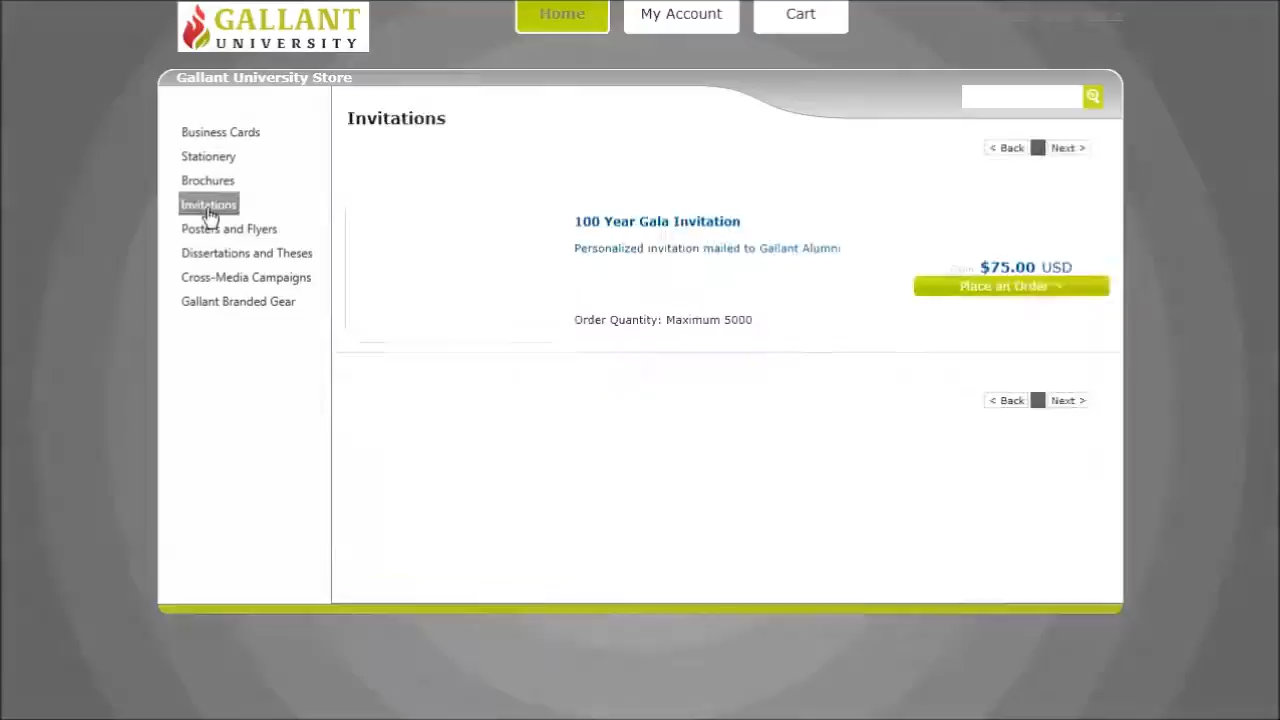 GALLANT
UNIVERSITY
Home
My Account
Cart
Gallant University Store
Business Cards
Stationery
Brochures
Invitations
Posters and Flyers
Dissertations and Theses
Cross-Media Campaigns
Gallant Branded Gear
Invitations
< Back
Next >
100 Year Gala Invitation
Personalized invitation mailed to Gallant Alumni
$75.00 USD
Place an Order
Order Quantity: Maximum 5000
< Back
Next >